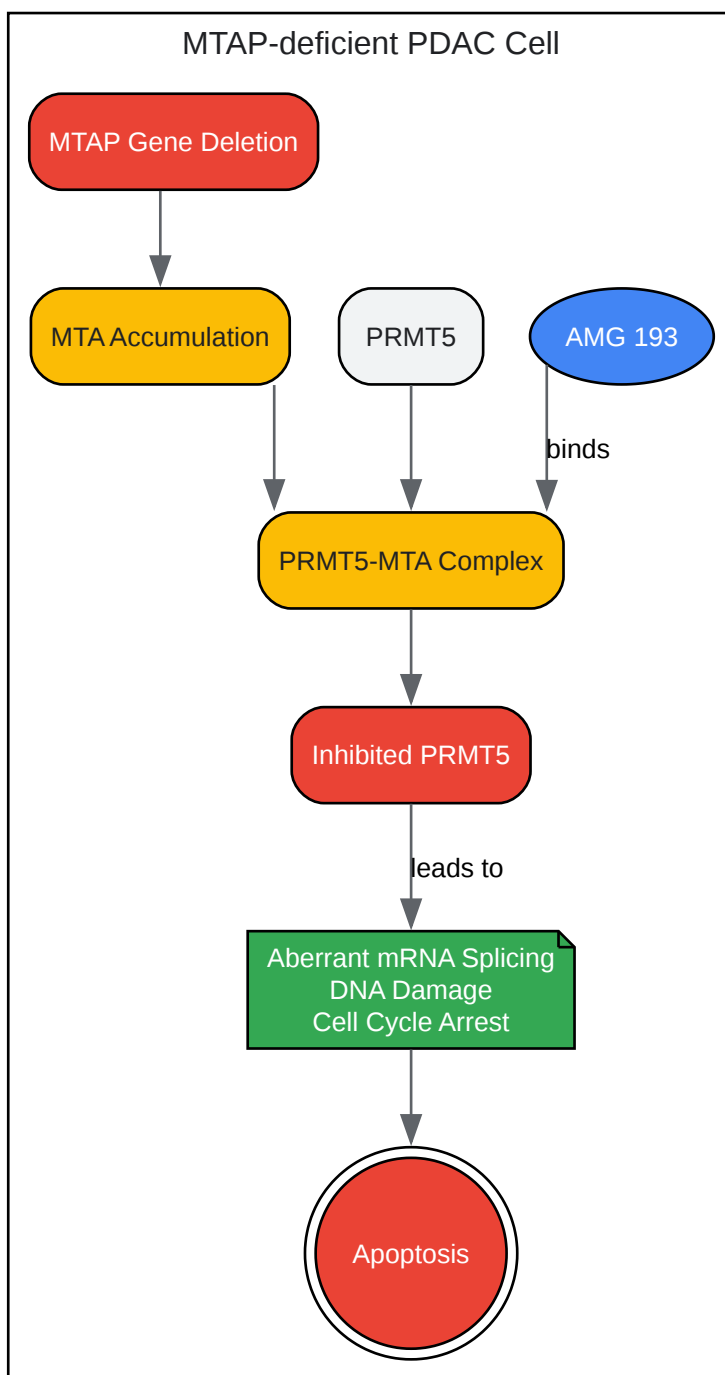 MTAP-deficient PDAC Cell
MTAP Gene Deletion
MTA Accumulation
PRMT5
AMG 193
binds
PRMT5-MTA Complex
Inhibited PRMT5
leads to
Aberrant mRNA Splicing
DNA Damage
Cell Cycle Arrest
Apoptosis